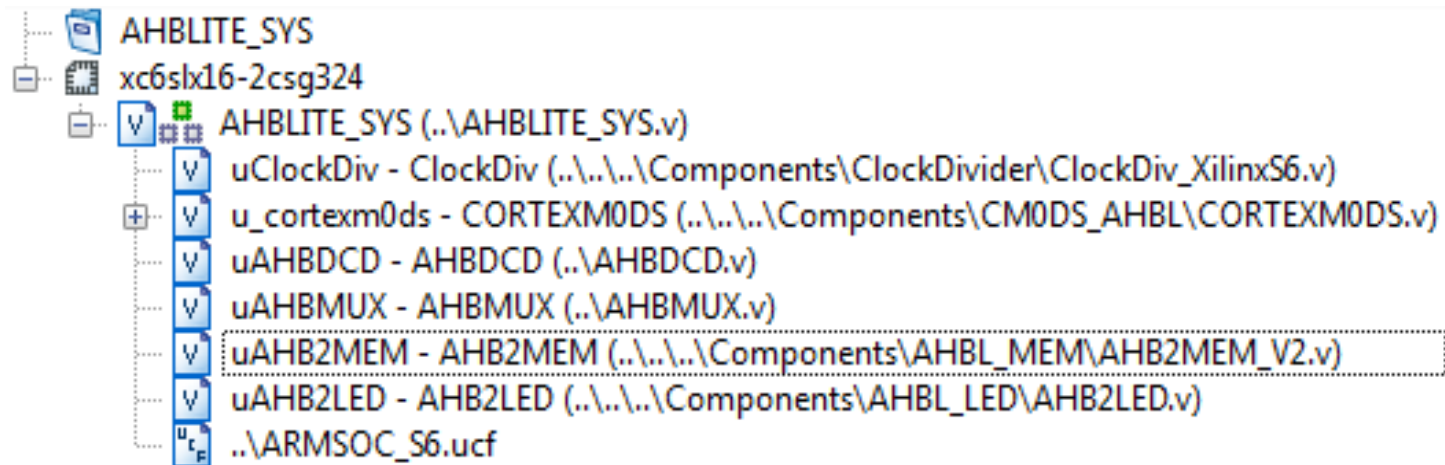 AHBLITE_SYS
xc6slx16-2csg324
V AHBLITE_SYS (..\AHBLITE_SYS.v)
V uClockDiv - ClockDiv (..\..\..\Components\ClockDivider\ClockDiv_XilinxS6.v)
V u_cortexm0ds - CORTEXM0DS (..\..\..\Components\CM0DS_AHBL\CORTEXM0DS.v)
V uAHBDCD - AHBDCD (..\AHBDCD.v)
V uAHBMUX - AHBMUX (..\AHBMUX.v)
V uAHB2MEM - AHB2MEM (..\..\..\Components\AHBL_MEM\AHB2MEM_V2.v)
V uAHB2LED - AHB2LED (..\..\..\Components\AHBL_LED\AHB2LED.v)
UCF ..\ARMSOC_S6.ucf